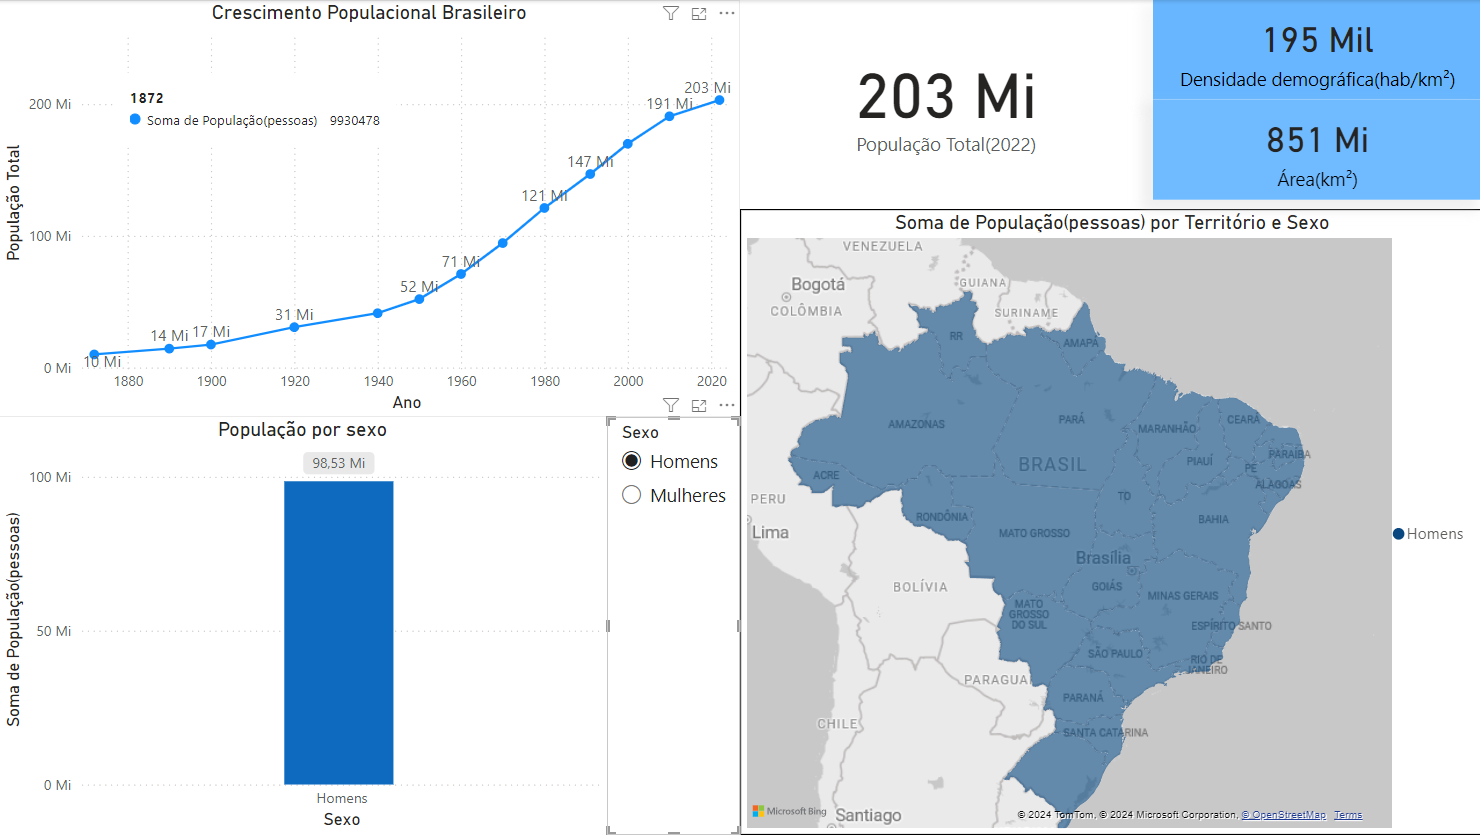 Crescimento Populacional Brasileiro
População Total
200 Mi
100 Mi
0 Mi
1872
Soma de População(pessoas) 9930478
10 Mi
14 Mi
17 Mi
31 Mi
52 Mi
71 Mi
121 Mi
147 Mi
191 Mi
203 Mi
1880 1900 1920 1940 1960 1980 2000 2020
Ano
203 Mi
População Total(2022)
195 Mil
Densidade demográfica(hab/km²)
851 Mi
Área(km²)
População por sexo
Soma de População(pessoas)
100 Mi
50 Mi
0 Mi
98,53 Mi
Homens
Sexo
Sexo
Homens
Mulheres
Soma de População(pessoas) por Território e Sexo
VENEZUELA
Bogotá
COLÔMBIA
GUIANA
SURINAME
RR
AMAPÁ
AMAZONAS
PARÁ
MARANHÃO
CEARÁ
PIAUÍ
PARAÍBA
PE
ALAGOAS
BRASIL
ACRE
TO
PERU
RONDÔNIA
BAHIA
Lima
MATO GROSSO
Brasília
BOLÍVIA
GOIÁS
MINAS GERAIS
MATO
GROSSO
DO SUL
ESPÍRITO SANTO
SÃO PAULO
RIO DE
JANEIRO
PARAGUAI
PARANÁ
CHILE
SANTA CATARINA
Santiago
Microsoft Bing
© 2024 TomTom, © 2024 Microsoft Corporation, © OpenStreetMap Terms
Homens